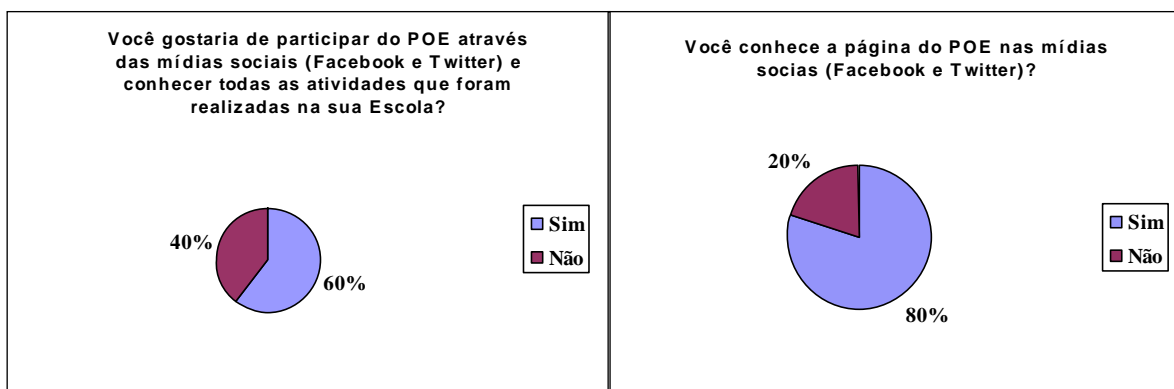 Você gostaria de participar do POE através
das mídias sociais (Facebook e Twitter) e
conhecer todas as atividades que foram
realizadas na sua Escola?
40%
60%
Sim
Não
Você conhece a página do POE nas mídias
socias (Facebook e Twitter)?
20%
80%
Sim
Não